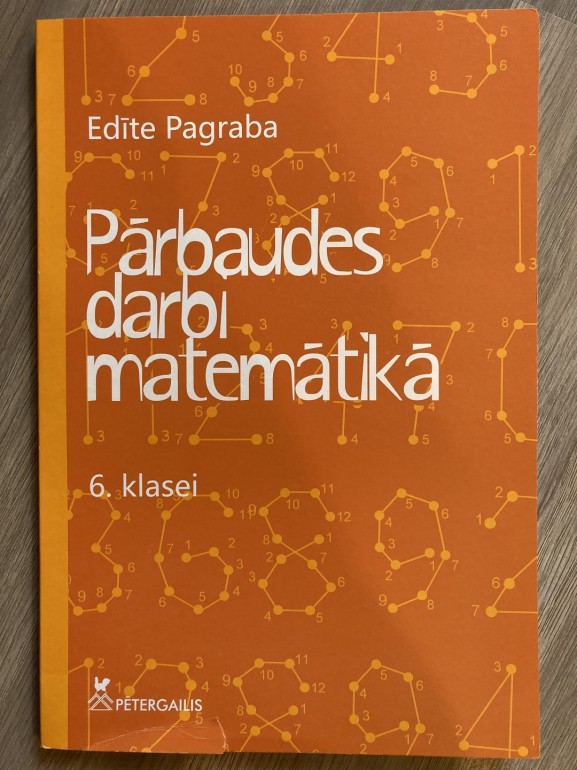 Edīte Pagraba
Pārbaudes
darbi
matemātikā
6. klasei
PĒTERGAILIS